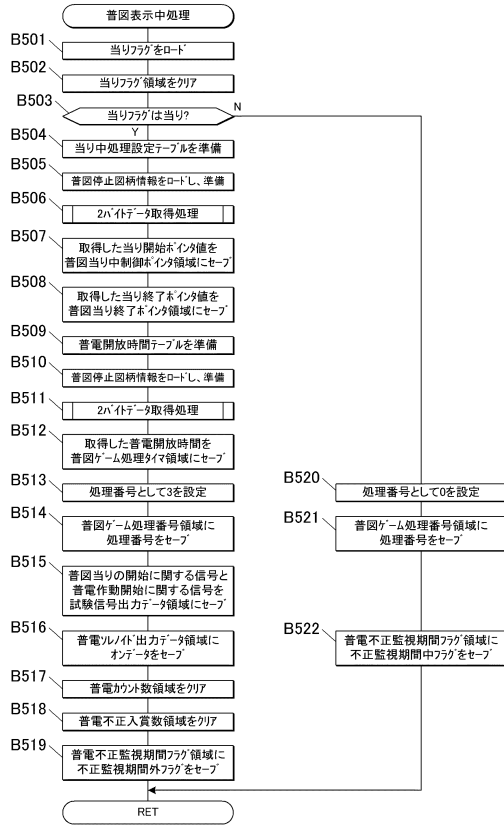 普図表示中処理
B501
当りフラグをロード
B502
当りフラグ領域をクリア
B503
当りフラグは当り?
N
Y
B504
当り中処理設定テーブルを準備
B505
普図停止図柄情報をロードし、準備
B506
2バイトデータ取得処理
B507
取得した当り開始ポインタ値を
普図当り中制御ポインタ領域にセーブ
B508
取得した当り終了ポインタ値を
普図当り終了ポインタ領域にセーブ
B509
普電開放時間テーブルを準備
B510
普図停止図柄情報をロードし、準備
B511
2バイトデータ取得処理
B512
取得した普電開放時間を
普図ゲーム処理タイマ領域にセーブ
B513
処理番号として3を設定
B514
普図ゲーム処理番号領域に
処理番号をセーブ
B515
普図当りの開始に関する信号と
普電作動開始に関する信号を
試験信号出力データ領域にセーブ
B516
普電ソレノイド出力データ領域に
オンデータをセーブ
B517
普電カウント数領域をクリア
B518
普電不正入賞数領域をクリア
B519
普電不正監視期間フラグ領域に
不正監視期間外フラグをセーブ
B520
処理番号として0を設定
B521
普図ゲーム処理番号領域に
処理番号をセーブ
B522
普電不正監視期間フラグ領域に
不正監視期間中フラグをセーブ
RET